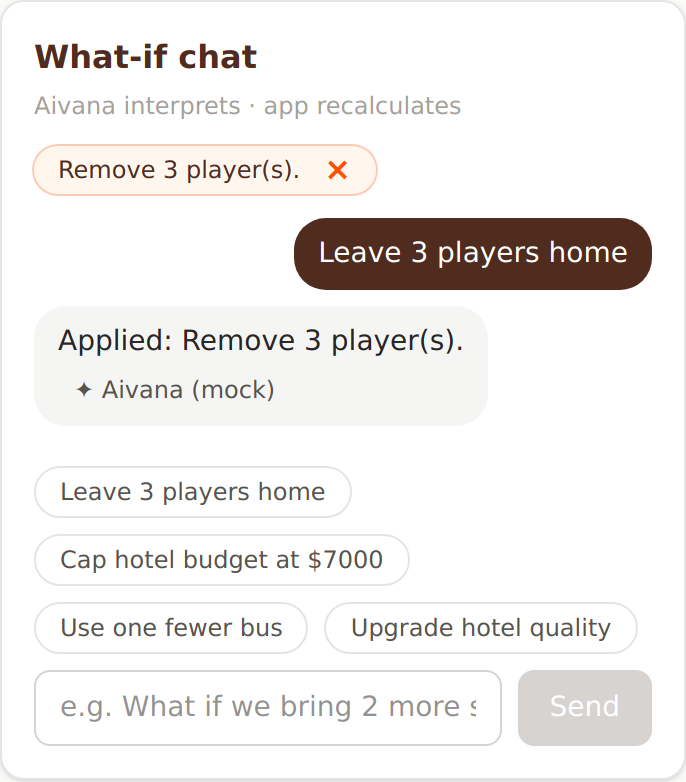 What-if chat
Aivana interprets · app recalculates
Remove 3 player(s). ✕
Leave 3 players home
Applied: Remove 3 player(s).
✦ Aivana (mock)
Leave 3 players home
Cap hotel budget at $7000
Use one fewer bus
Upgrade hotel quality
e.g. What if we bring 2 more
Send